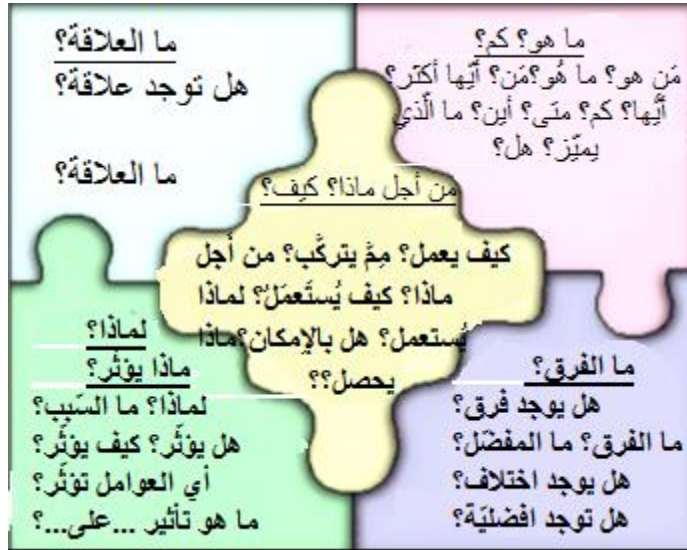 ما هو؟ كم؟
مَن هو؟ ما هُو؟مَن؟ أيّها أكثر؟
أيُّها؟ كم؟ متى؟ أين؟ ما الّذي
يميّز؟ هل؟
ما العلاقة؟
هل توجد علاقة؟
ما العلاقة؟
من أجل ماذا؟ كيف؟
كيف يعمل؟ مِمَّ يتركَّب؟ من أجل
ماذا؟ كيف يُستَعمَل؟ لماذا
يُستعمل؟ هل بالإمكان؟ماذا
يحصل؟؟
ما الفرق؟
هل يوجد فرق؟
ما الفرق؟ ما المفضّل؟
هل يوجد اختلاف؟
هل توجد افضليّة؟
لماذا؟
ماذا يؤثّر؟
لماذا؟ ما السّبب؟
هل يؤثّر؟ كيف يؤثّر؟
أي العوامل تؤثّر؟
ما هو تأثير ...على...؟